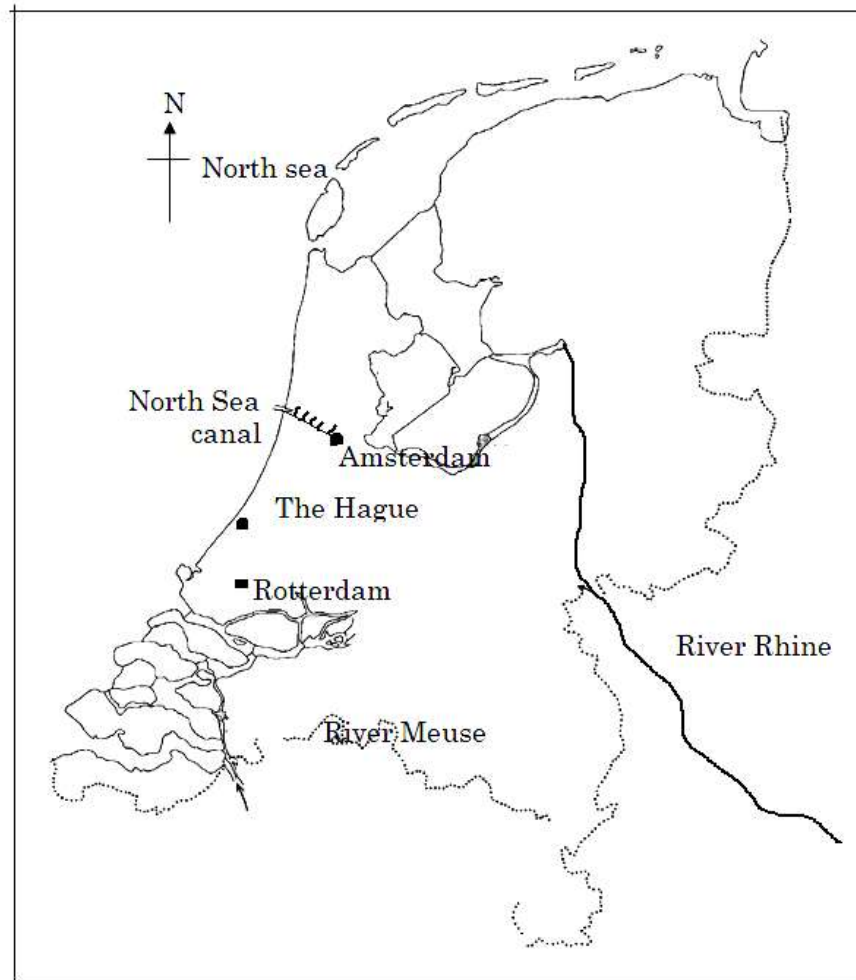 N
North sea
North Sea
canal
Amsterdam
The Hague
Rotterdam
River Rhine
River Meuse